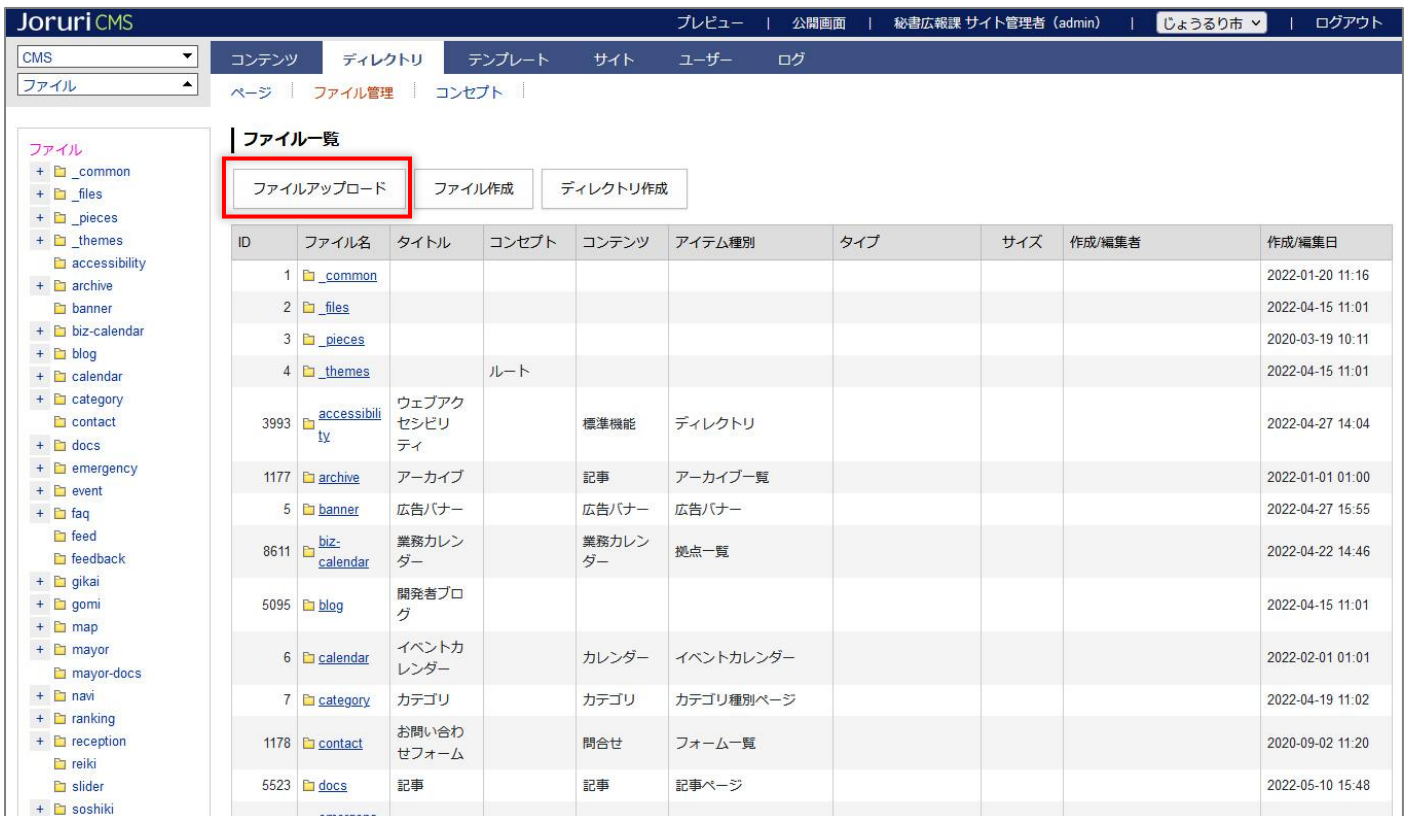 Joruri CMS
プレビュー | 公開画面 | 秘書広報課 サイト管理者（admin） | じょうるり市 | ログアウト
CMS
ファイル
コンテンツ ディレクトリ テンプレート サイト ユーザー ログ
ページ ファイル管理 コンセプト
ファイル
+ _common
+ _files
+ _pieces
+ _themes
accessibility
+ archive
banner
+ biz-calendar
+ blog
+ calendar
+ category
contact
+ docs
+ emergency
+ event
+ faq
feed
feedback
+ gikai
+ gomi
+ map
+ mayor
mayor-docs
+ navi
+ ranking
+ reception
reiki
slider
+ soshiki
ファイル一覧
ファイルアップロード ファイル作成 ディレクトリ作成
ID ファイル名 タイトル コンセプト コンテンツ アイテム種別 タイプ サイズ 作成/編集者 作成/編集日
1 _common 2022-01-20 11:16
2 _files 2022-04-15 11:01
3 _pieces 2020-03-19 10:11
4 _themes ルート 2022-04-15 11:01
3993 accessibili
ty ウェブアク
セシビリ
ティ 標準機能 ディレクトリ 2022-04-27 14:04
1177 archive アーカイブ 記事 アーカイブ一覧 2022-01-01 01:00
5 banner 広告バナー 広告バナー 広告バナー 2022-04-27 15:55
8611 biz-
calendar 業務カレン
ダー 業務カレン
ダー 拠点一覧 2022-04-22 14:46
5095 blog 開発者ブロ
グ 2022-04-15 11:01
6 calendar イベントカ
レンダー カレンダー イベントカレンダー 2022-02-01 01:01
7 category カテゴリ カテゴリ カテゴリ種別ページ 2022-04-19 11:02
1178 contact お問い合わ
せフォーム 問合せ フォーム一覧 2020-09-02 11:20
5523 docs 記事 記事 記事ページ 2022-05-10 15:48